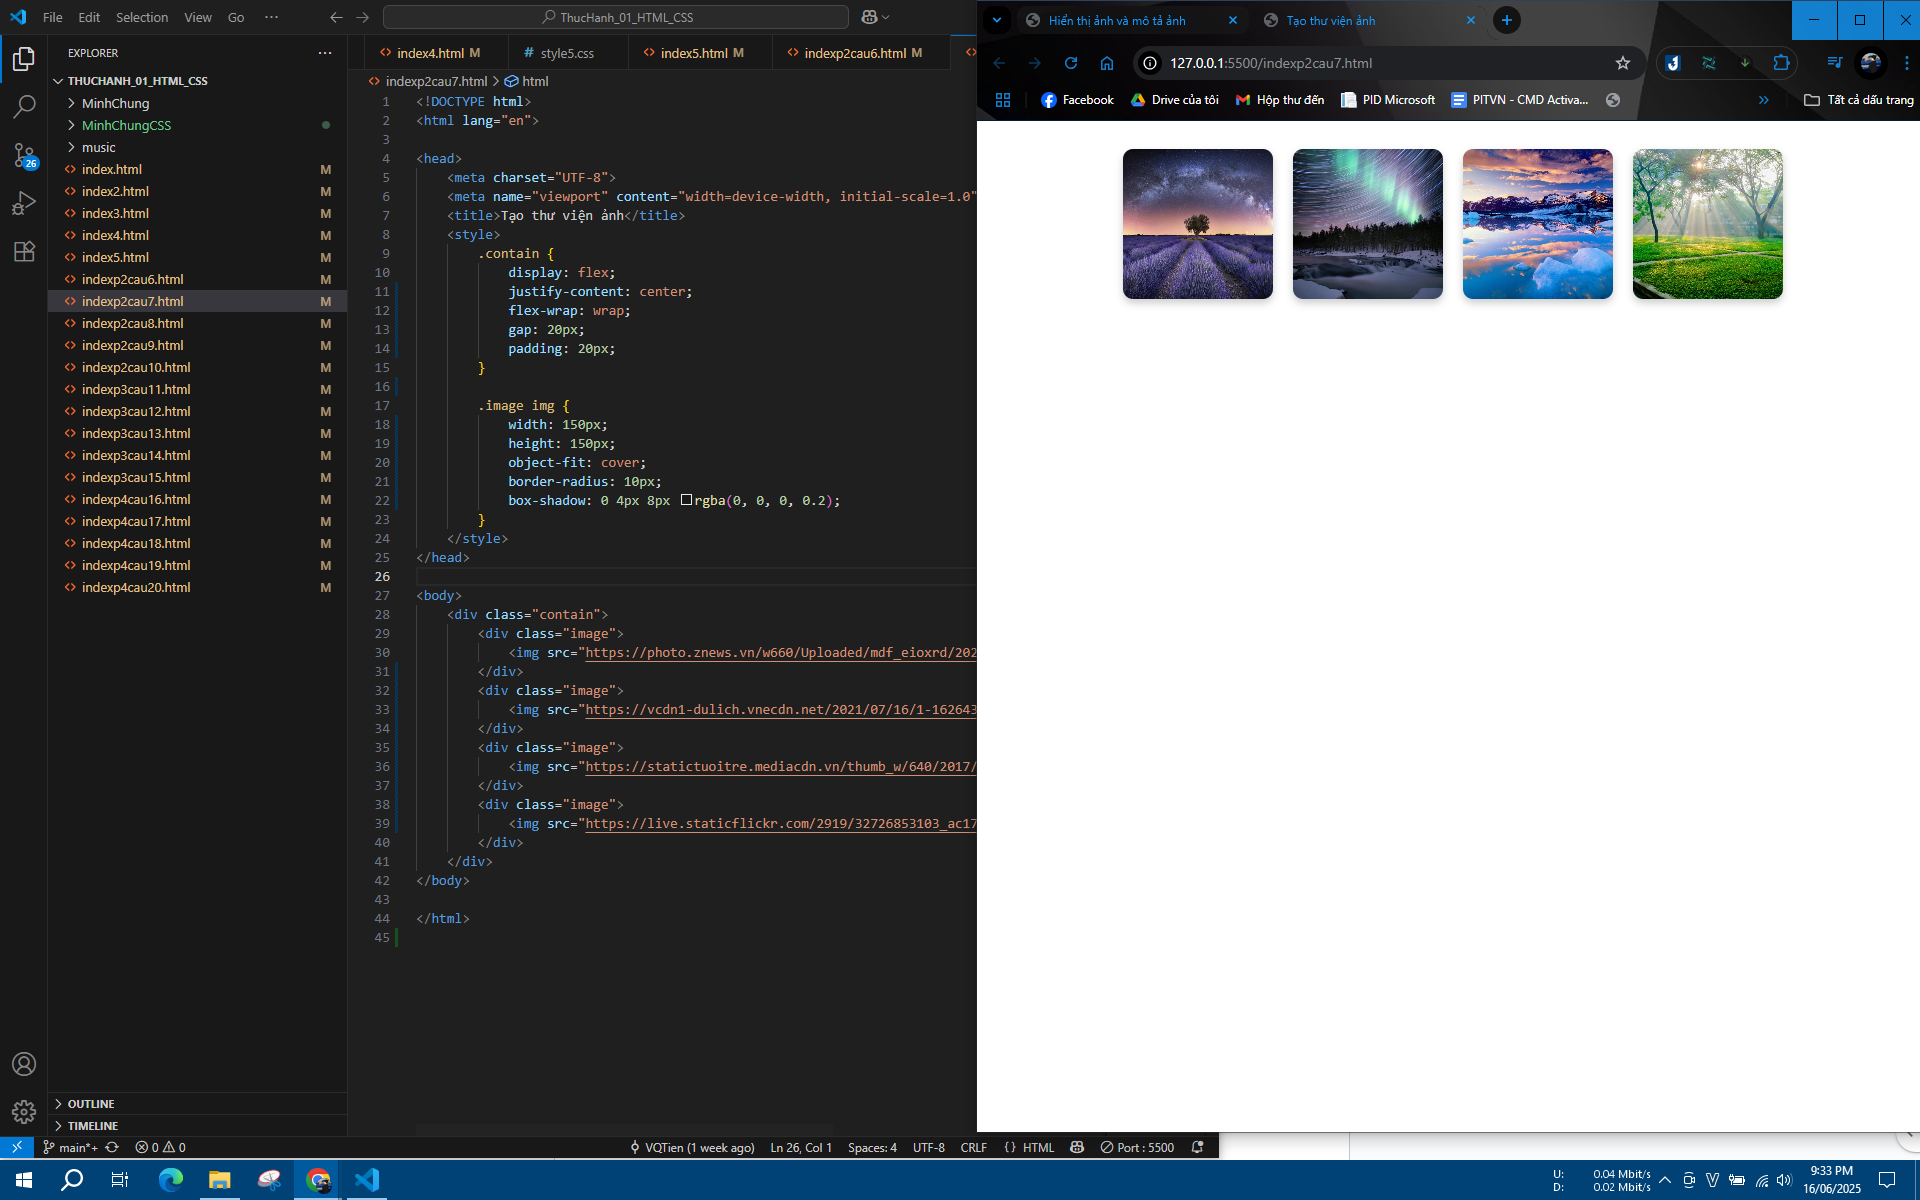 File Edit Selection View Go ···
ThucHanh_01_HTML_CSS
EXPLORER
THUCHANH_01_HTML_CSS
MinhChung
MinhChungCSS
music
index.html M
index2.html M
index3.html M
index4.html M
index5.html M
indexp2cau6.html M
indexp2cau7.html M
indexp2cau8.html M
indexp2cau9.html M
indexp2cau10.html M
indexp3cau11.html M
indexp3cau12.html M
indexp3cau13.html M
indexp3cau14.html M
indexp3cau15.html M
indexp4cau16.html M
indexp4cau17.html M
indexp4cau18.html M
indexp4cau19.html M
indexp4cau20.html M
OUTLINE
TIMELINE
26
index4.html M # style5.css index5.html M indexp2cau6.html M
indexp2cau7.html > html
1 <!DOCTYPE html>
2 <html lang="en">
3
4 <head>
5 <meta charset="UTF-8">
6 <meta name="viewport" content="width=device-width, initial-scale=1.0"
7 <title>Tạo thư viện ảnh</title>
8 <style>
9 .contain {
10 display: flex;
11 justify-content: center;
12 flex-wrap: wrap;
13 gap: 20px;
14 padding: 20px;
15 }
16
17 .image img {
18 width: 150px;
19 height: 150px;
20 object-fit: cover;
21 border-radius: 10px;
22 box-shadow: 0 4px 8px rgba(0, 0, 0, 0.2);
23 }
24 </style>
25 </head>
26
27 <body>
28 <div class="contain">
29 <div class="image">
30 <img src="https://photo.znews.vn/w660/Uploaded/mdf_eioxrd/202
31 </div>
32 <div class="image">
33 <img src="https://vcdn1-dulich.vnecdn.net/2021/07/16/1-162643
34 </div>
35 <div class="image">
36 <img src="https://statictuoitre.mediacdn.vn/thumb_w/640/2017/
37 </div>
38 <div class="image">
39 <img src="https://live.staticflickr.com/2919/32726853103_ac17
40 </div>
41 </div>
42 </body>
43
44 </html>
45
main*+ 0 0 VQTien (1 week ago) Ln 26, Col 1 Spaces: 4 UTF-8 CRLF {} HTML Port : 5500
Hiển thị ảnh và mô tả ảnh Tạo thư viện ảnh
127.0.0.1:5500/indexp2cau7.html
Facebook Drive của tôi Hộp thư đến PID Microsoft PITVN - CMD Activa... » Tất cả dấu trang
U: 0.04 Mbit/s
D: 0.02 Mbit/s
9:33 PM
16/06/2025